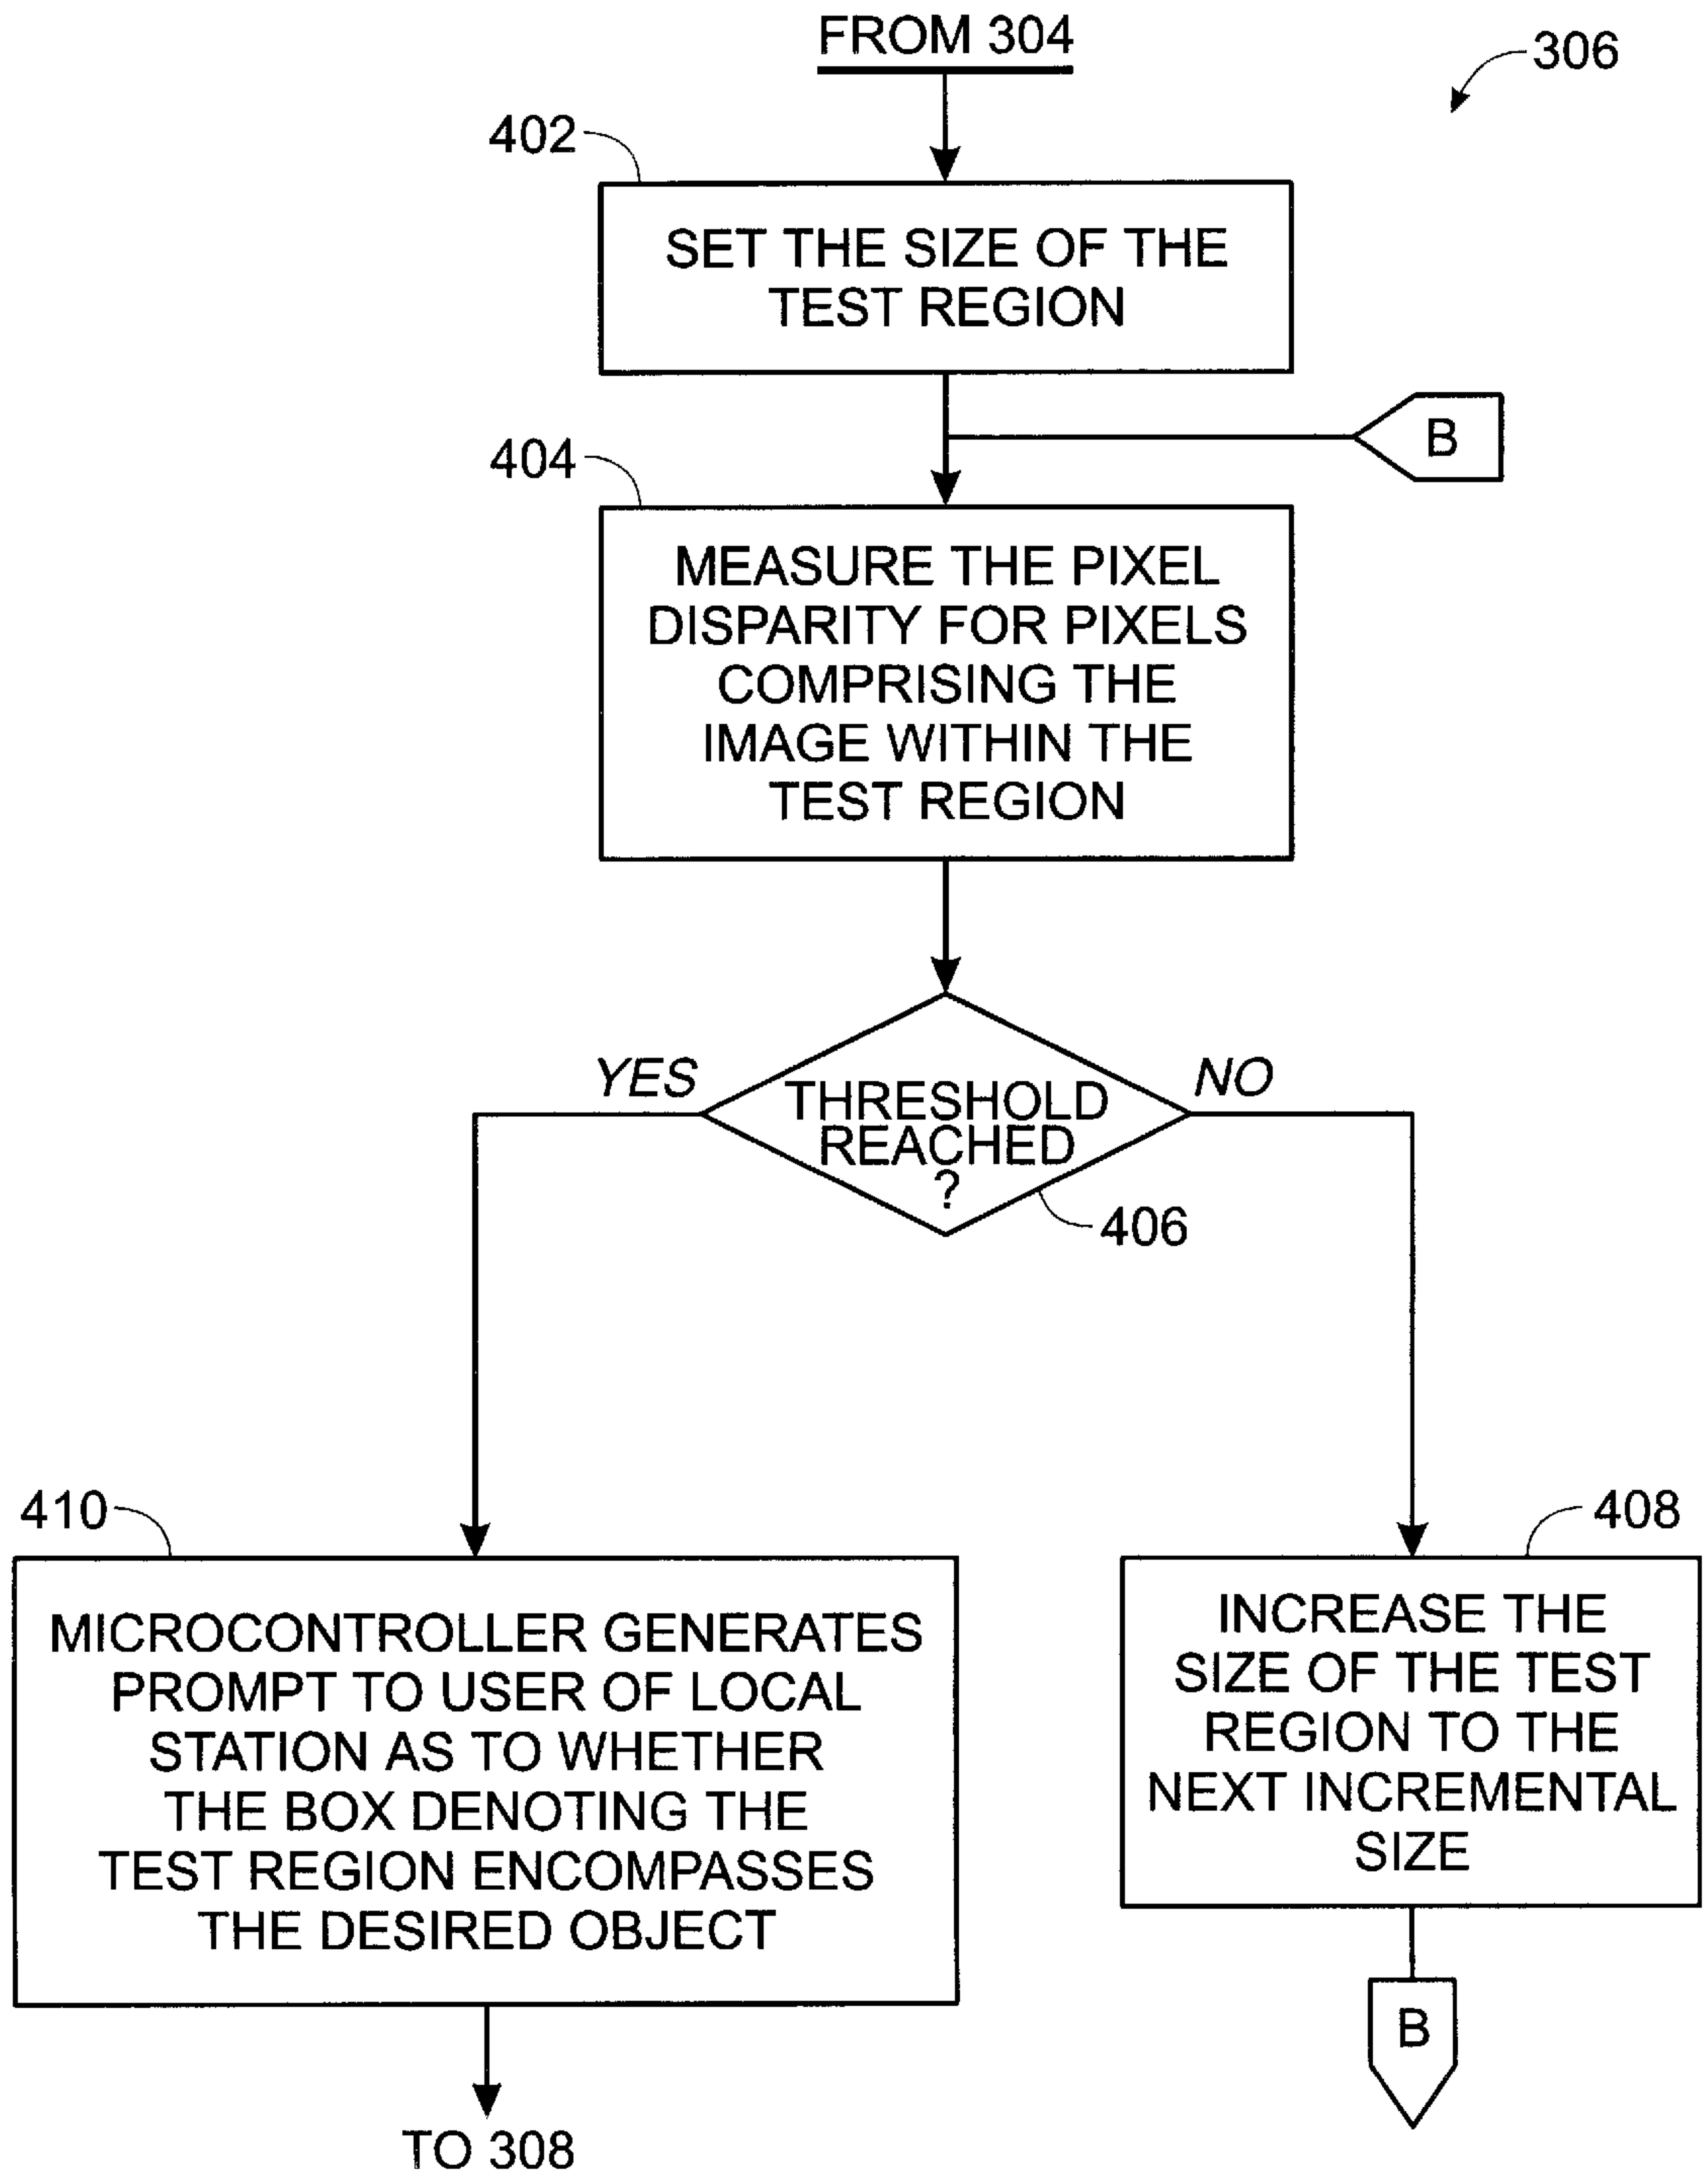 FROM 304
306
402
SET THE SIZE OF THE
TEST REGION
B
404
MEASURE THE PIXEL
DISPARITY FOR PIXELS
COMPRISING THE
IMAGE WITHIN THE
TEST REGION
YES
NO
THRESHOLD
REACHED
?
406
410
MICROCONTROLLER GENERATES
PROMPT TO USER OF LOCAL
STATION AS TO WHETHER
THE BOX DENOTING THE
TEST REGION ENCOMPASSES
THE DESIRED OBJECT
TO 308
408
INCREASE THE
SIZE OF THE TEST
REGION TO THE
NEXT INCREMENTAL
SIZE
B